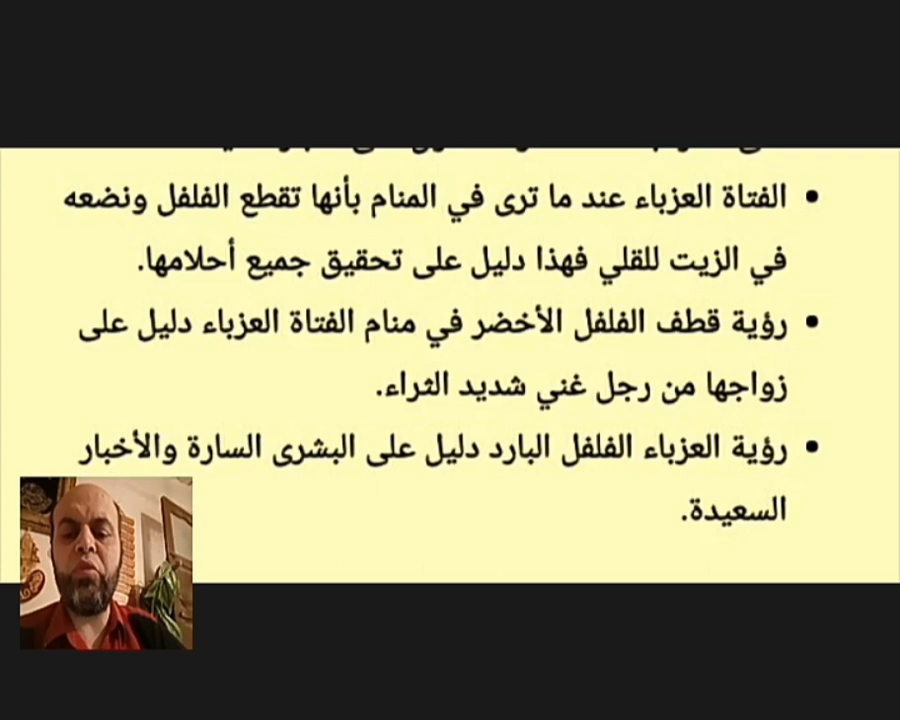 الفتاة العزباء عند ما ترى في المنام بأنها تقطع الفلفل ونضعه
في الزيت للقلي فهذا دليل على تحقيق جميع أحلامها.
رؤية قطف الفلفل الأخضر في منام الفتاة العزباء دليل على
زواجها من رجل غني شديد الثراء.
رؤية العزباء الفلفل البارد دليل على البشرى السارة والأخبار
السعيدة.